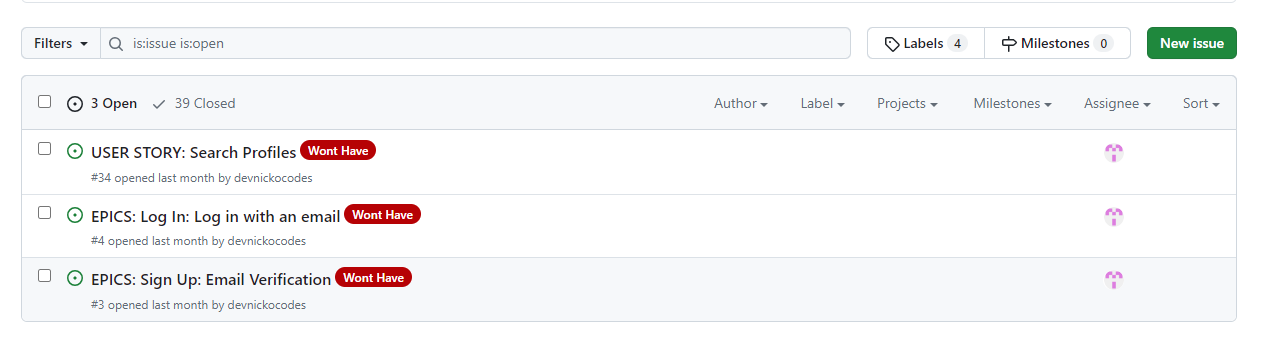 Filters is:issue is:open Labels 4 Milestones 0 New issue
3 Open 39 Closed Author Label Projects Milestones Assignee Sort
USER STORY: Search Profiles Wont Have
#34 opened last month by devnickocodes
EPICS: Log In: Log in with an email Wont Have
#4 opened last month by devnickocodes
EPICS: Sign Up: Email Verification Wont Have
#3 opened last month by devnickocodes